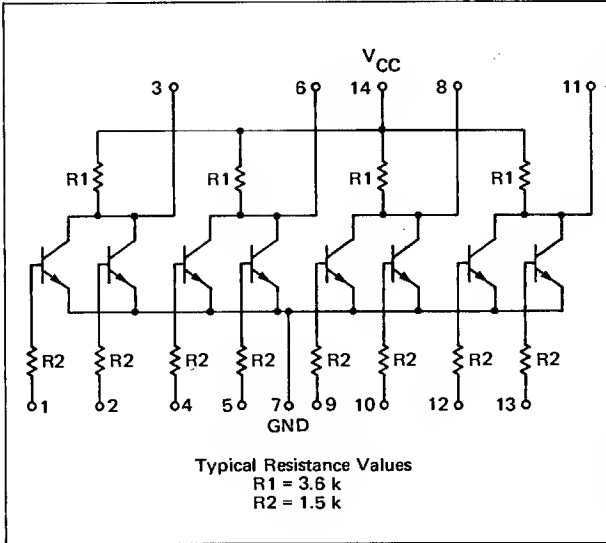 V_CC
3 6 14 8 11
R1 R1 R1 R1
R2 R2 R2 R2 R2 R2 R2 R2
1 2 4 5 7 9 10 12 13
GND
Typical Resistance Values
R1 = 3.6 k
R2 = 1.5 k